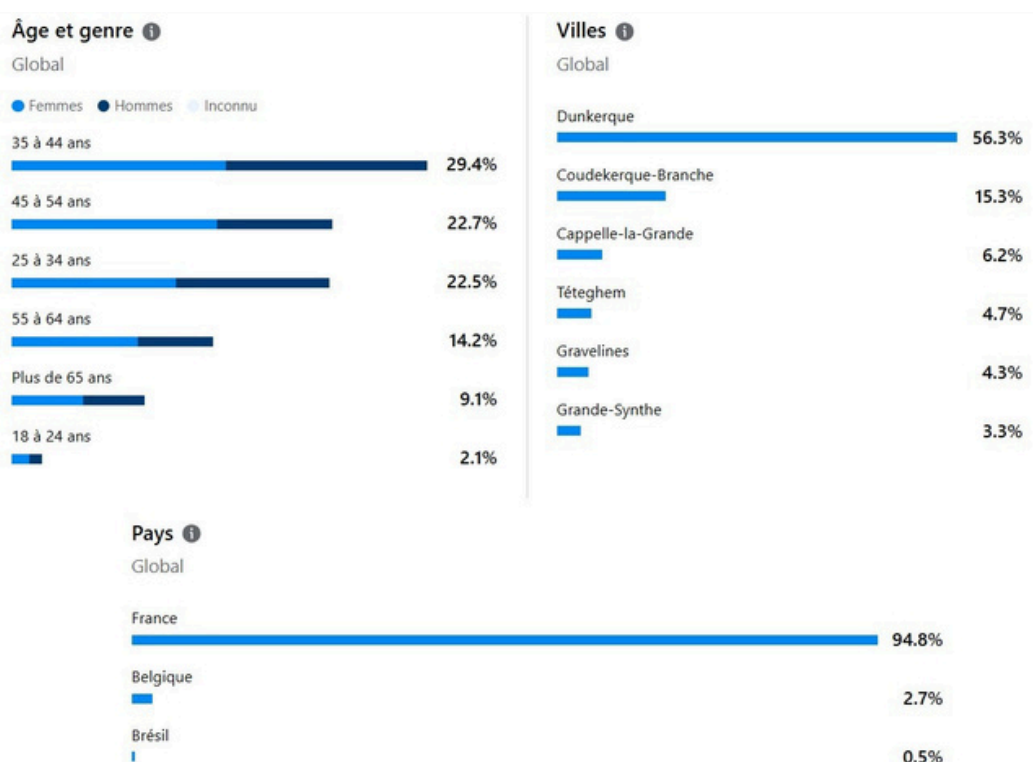 Âge et genre
Global
Femmes Hommes Inconnu
35 à 44 ans
29.4%
45 à 54 ans
22.7%
25 à 34 ans
22.5%
55 à 64 ans
14.2%
Plus de 65 ans
9.1%
18 à 24 ans
2.1%
Villes
Global
Dunkerque
56.3%
Coudekerque-Branche
15.3%
Cappelle-la-Grande
6.2%
Téteghem
4.7%
Gravelines
4.3%
Grande-Synthe
3.3%
Pays
Global
France
94.8%
Belgique
2.7%
Brésil
0.5%